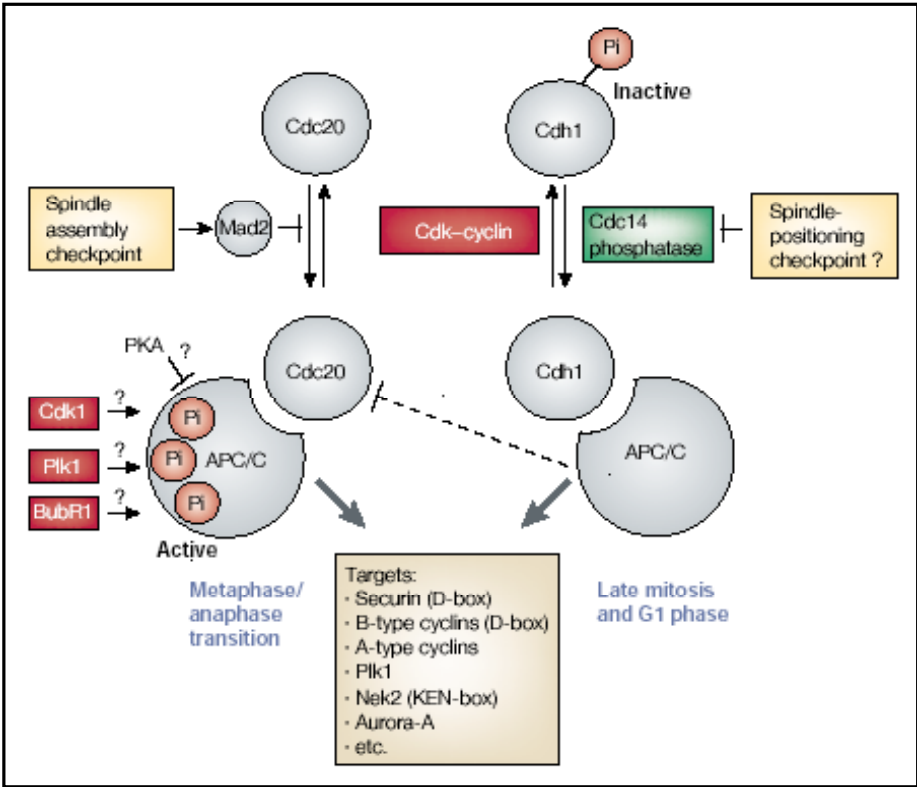 Pi
Inactive
Cdc20
Cdh1
Spindle
assembly
checkpoint
Mad2
Cdk–cyclin
Cdc14
phosphatase
Spindle-
positioning
checkpoint ?
PKA
?
Cdc20
Cdh1
Cdk1
?
Pi
Plk1
?
Pi
APC/C
APC/C
BubR1
?
Pi
Active
Metaphase/
anaphase
transition
Targets:
· Securin (D-box)
· B-type cyclins (D-box)
· A-type cyclins
· Plk1
· Nek2 (KEN-box)
· Aurora-A
· etc.
Late mitosis
and G1 phase